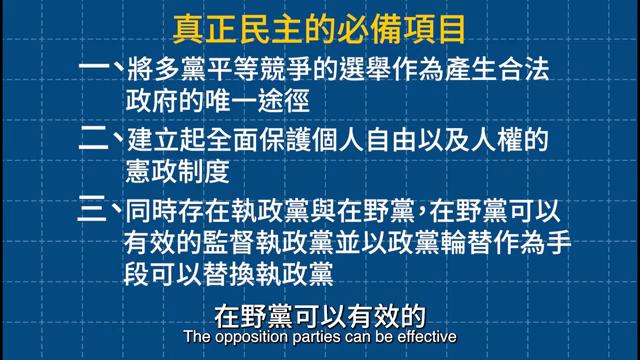 真正民主的必備項目
一、將多黨平等競爭的選舉作為產生合法
政府的唯一途徑
二、建立起全面保護個人自由以及人權的
憲政制度
三、同時存在執政黨與在野黨，在野黨可以
有效的監督執政黨並以政黨輪替作為手
段可以替換執政黨
在野黨可以有效的
The opposition parties can be effective